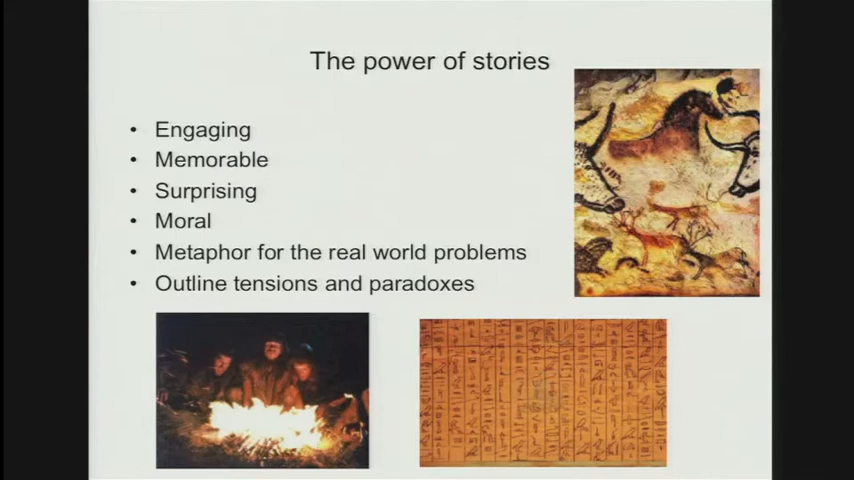 The power of stories
• Engaging
• Memorable
• Surprising
• Moral
• Metaphor for the real world problems
• Outline tensions and paradoxes